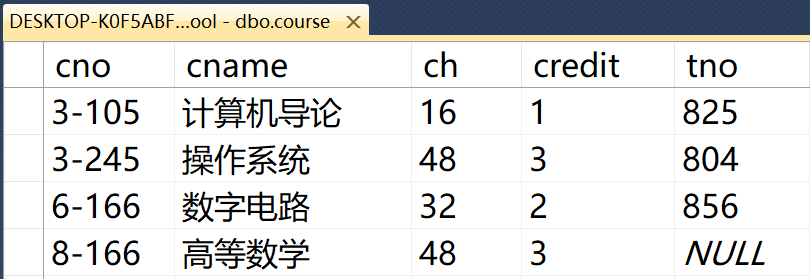 DESKTOP-K0F5ABF...ool - dbo.course
cno cname ch credit tno
3-105 计算机导论 16 1 825
3-245 操作系统 48 3 804
6-166 数字电路 32 2 856
8-166 高等数学 48 3 NULL